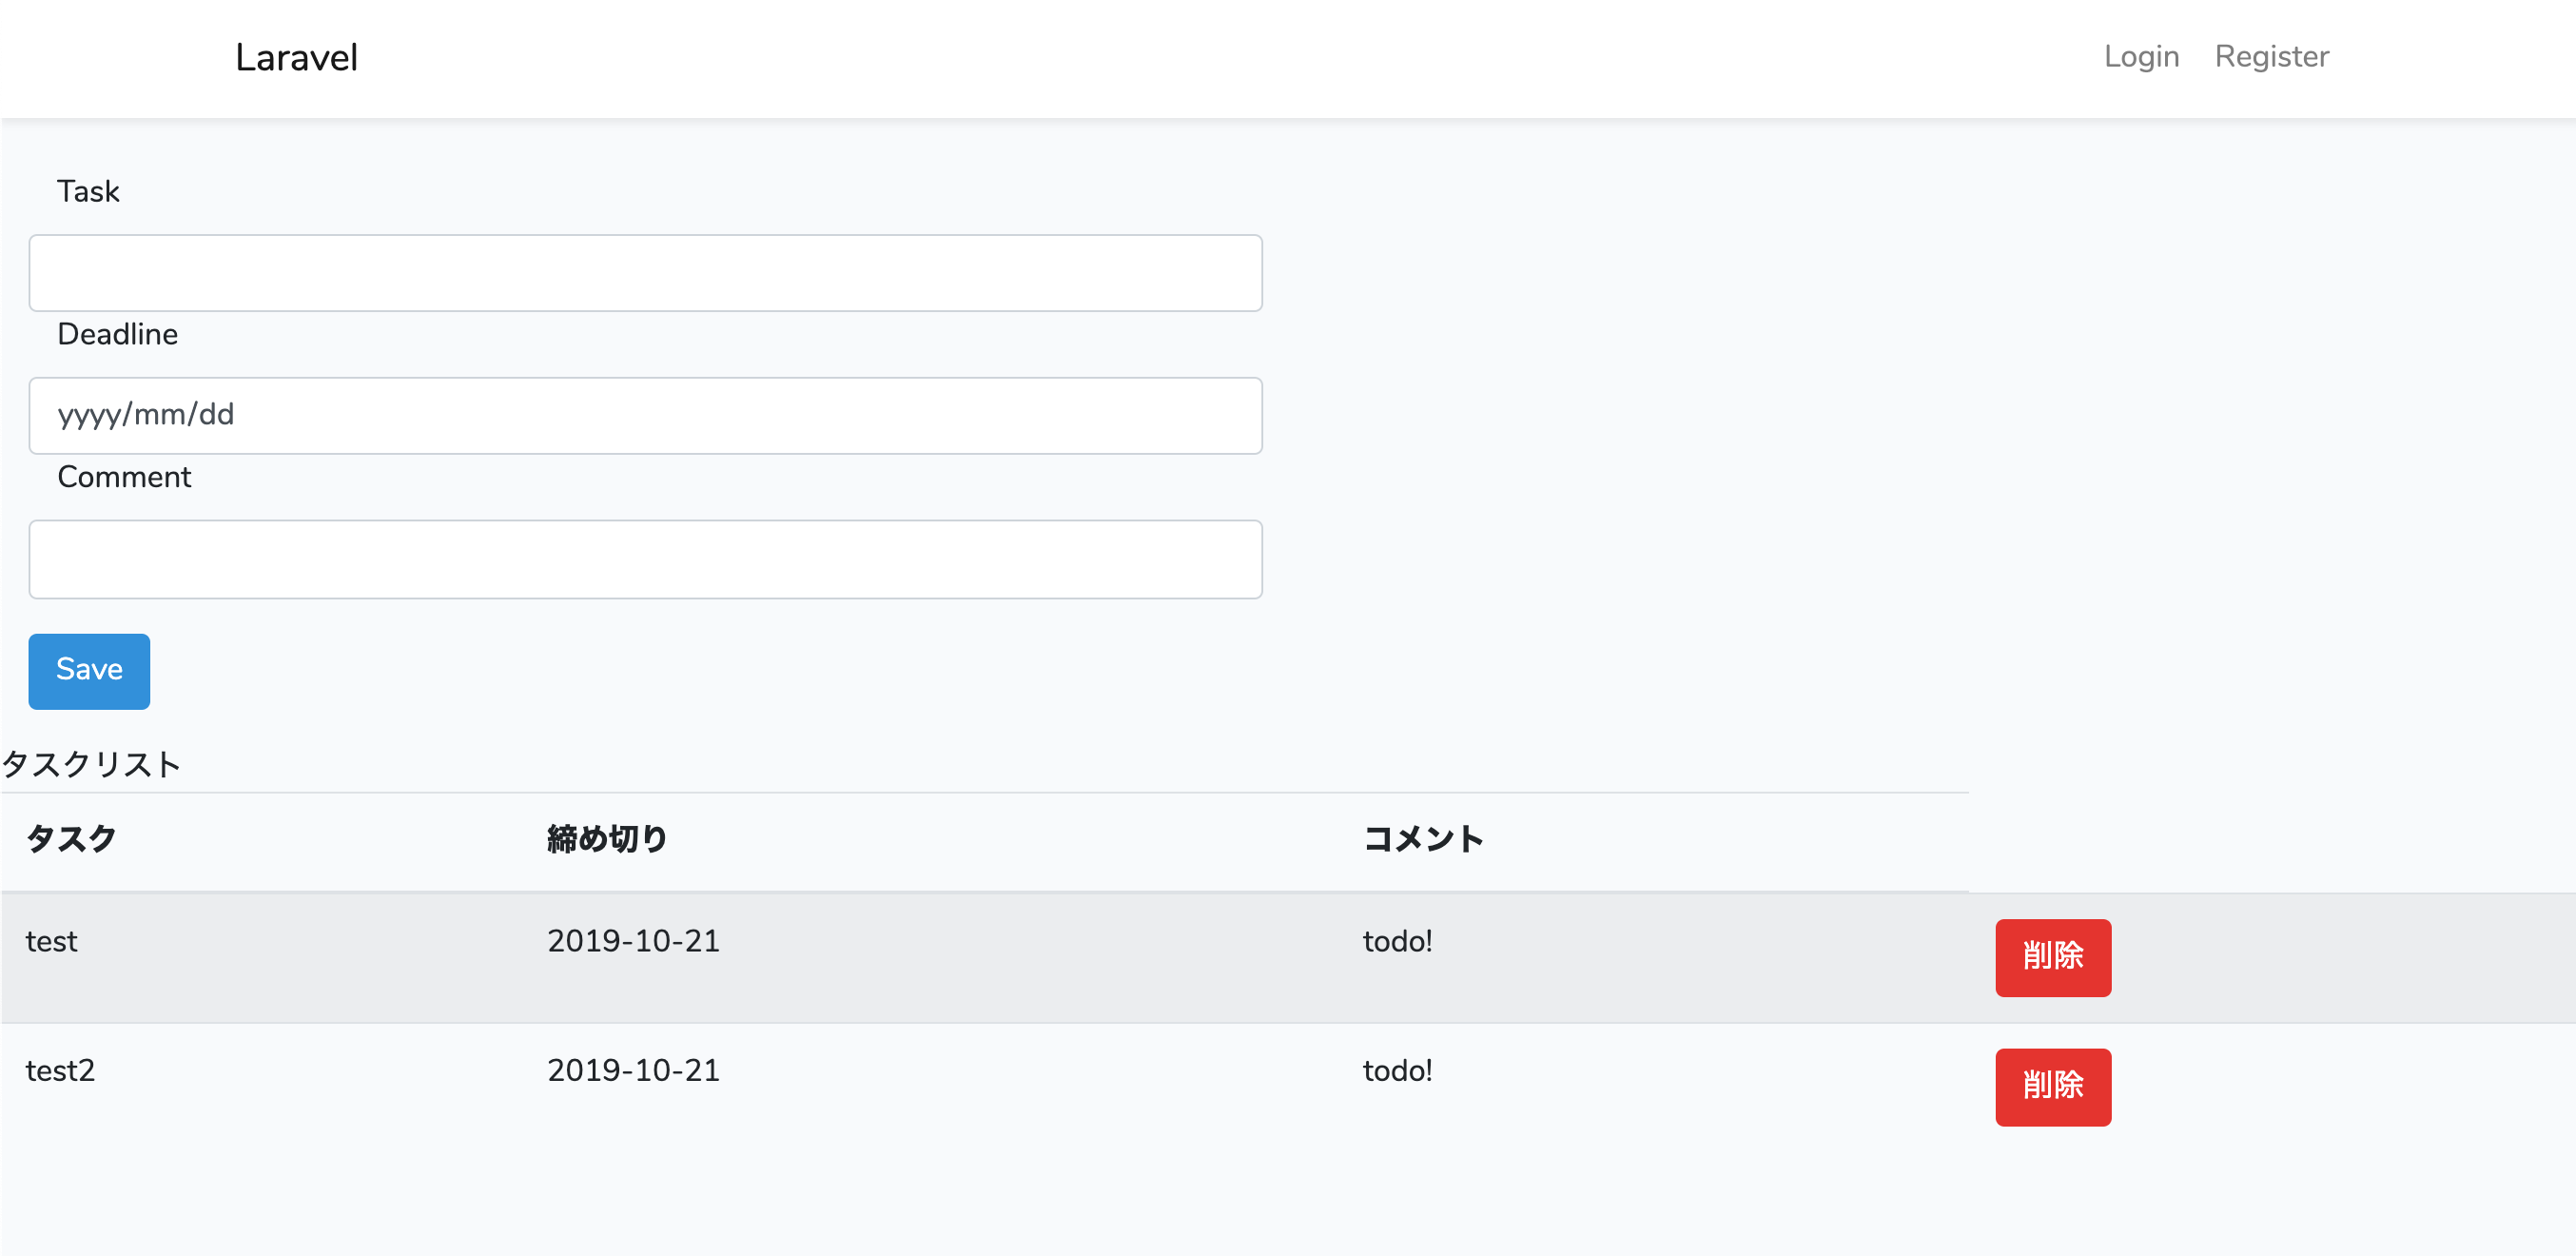 Laravel Login Register
Task
Deadline
yyyy/mm/dd
Comment
Save
タスクリスト
タスク 締め切り コメント
test 2019-10-21 todo! 削除
test2 2019-10-21 todo! 削除